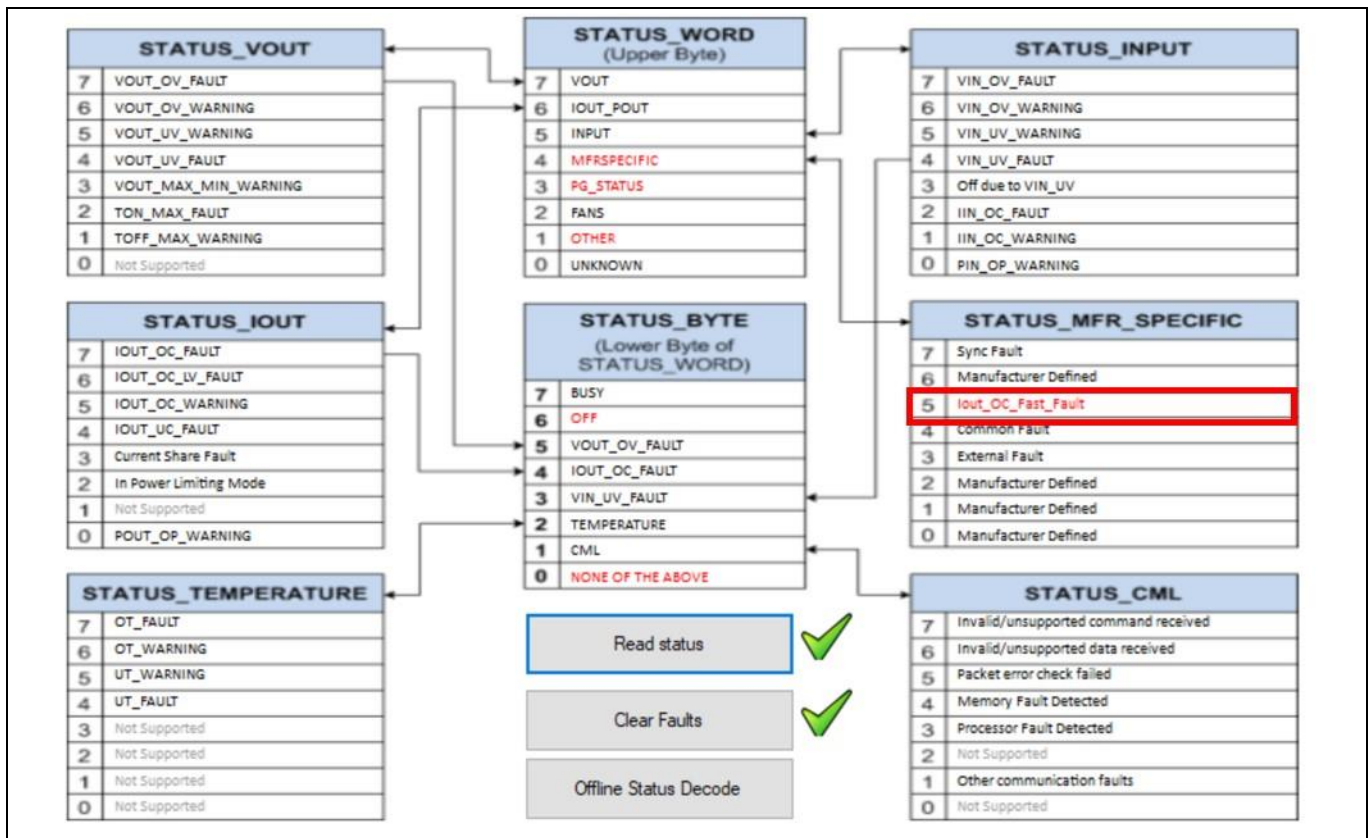 STATUS_VOUT
7 VOUT_OV_FAULT
6 VOUT_OV_WARNING
5 VOUT_UV_WARNING
4 VOUT_UV_FAULT
3 VOUT_MAX_MIN_WARNING
2 TON_MAX_FAULT
1 TOFF_MAX_WARNING
0 Not Supported
STATUS_WORD
(Upper Byte)
7 VOUT
6 IOUT_POUT
5 INPUT
4 MFRSPECIFIC
3 PG_STATUS
2 FANS
1 OTHER
0 UNKNOWN
STATUS_INPUT
7 VIN_OV_FAULT
6 VIN_OV_WARNING
5 VIN_UV_WARNING
4 VIN_UV_FAULT
3 Off due to VIN_UV
2 IIN_OC_FAULT
1 IIN_OC_WARNING
0 PIN_OP_WARNING
STATUS_IOUT
7 IOUT_OC_FAULT
6 IOUT_OC_LV_FAULT
5 IOUT_OC_WARNING
4 IOUT_UC_FAULT
3 Current Share Fault
2 In Power Limiting Mode
1 Not Supported
0 POUT_OP_WARNING
STATUS_BYTE
(Lower Byte of
STATUS_WORD)
7 BUSY
6 OFF
5 VOUT_OV_FAULT
4 IOUT_OC_FAULT
3 VIN_UV_FAULT
2 TEMPERATURE
1 CML
0 NONE OF THE ABOVE
STATUS_MFR_SPECIFIC
7 Sync Fault
6 Manufacturer Defined
5 Iout_OC_Fast_Fault
4 Common Fault
3 External Fault
2 Manufacturer Defined
1 Manufacturer Defined
0 Manufacturer Defined
STATUS_TEMPERATURE
7 OT_FAULT
6 OT_WARNING
5 UT_WARNING
4 UT_FAULT
3 Not Supported
2 Not Supported
1 Not Supported
0 Not Supported
Read status
Clear Faults
Offline Status Decode
STATUS_CML
7 Invalid/unsupported command received
6 Invalid/unsupported data received
5 Packet error check failed
4 Memory Fault Detected
3 Processor Fault Detected
2 Not Supported
1 Other communication faults
0 Not Supported